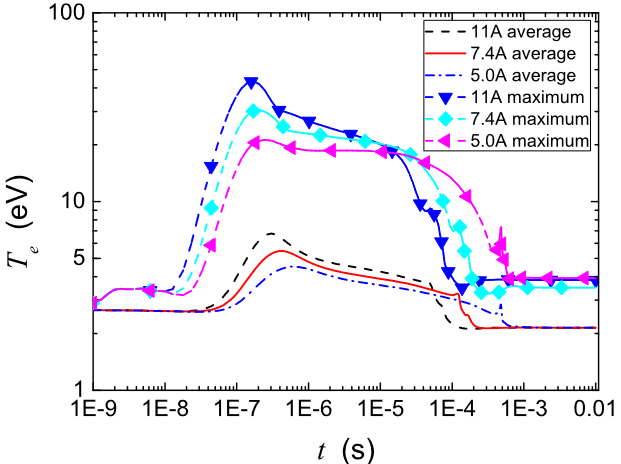 100
11A average
7.4A average
5.0A average
11A maximum
7.4A maximum
5.0A maximum
10
5
1
T_e (eV)
1E-9 1E-8 1E-7 1E-6 1E-5 1E-4 1E-3 0.01
t (s)